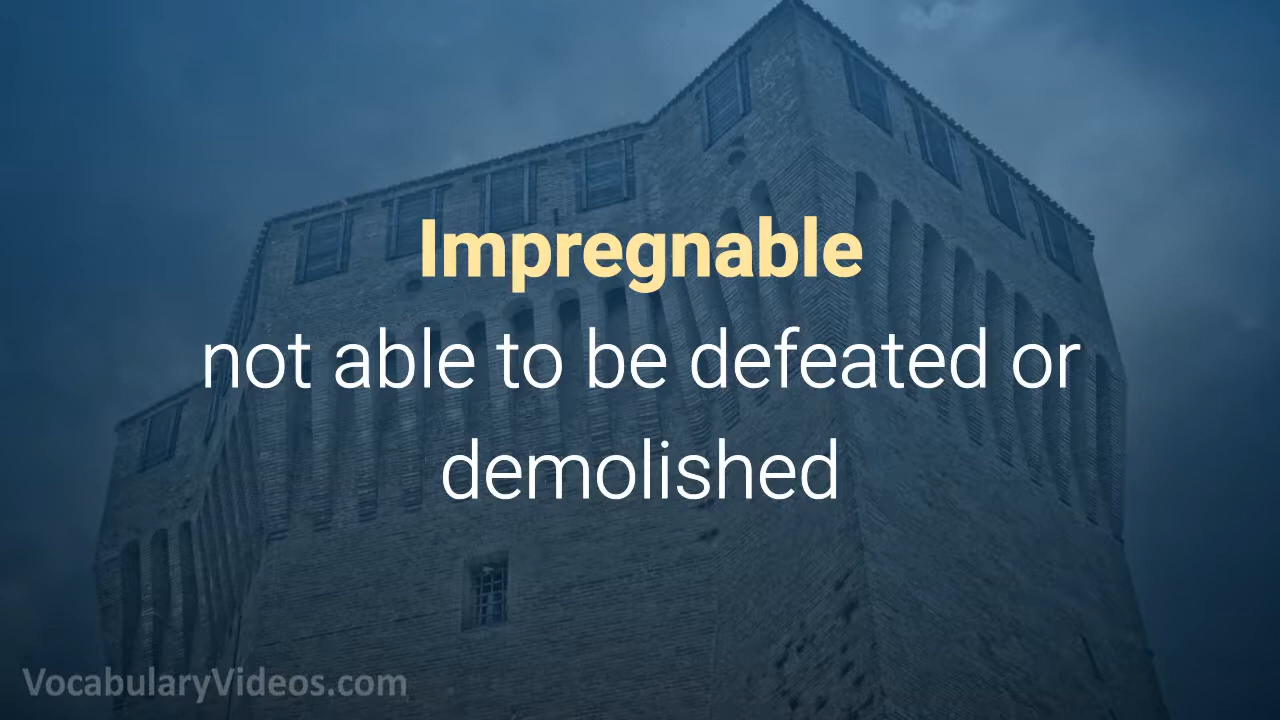 Impregnable
not able to be defeated or
demolished
VocabularyVideos.com